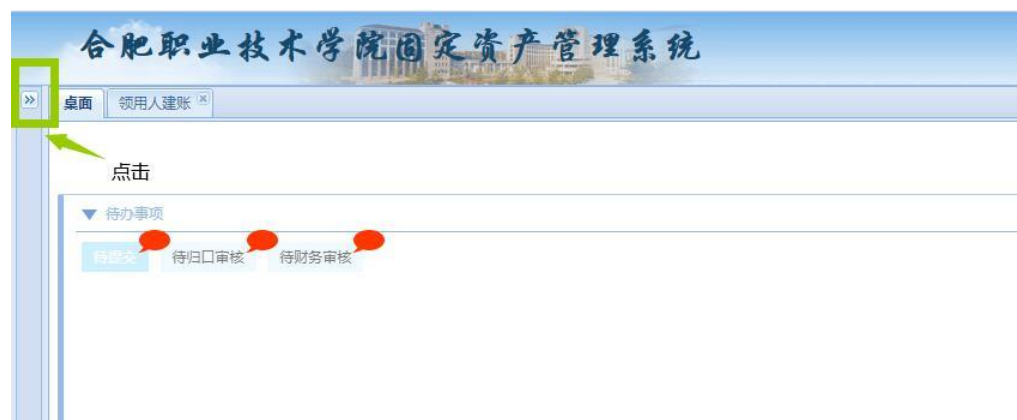 合肥职业技术学院固定资产管理系统
» 桌面 领用人建账
点击
待办事项
待提交 待归口审核 待财务审核